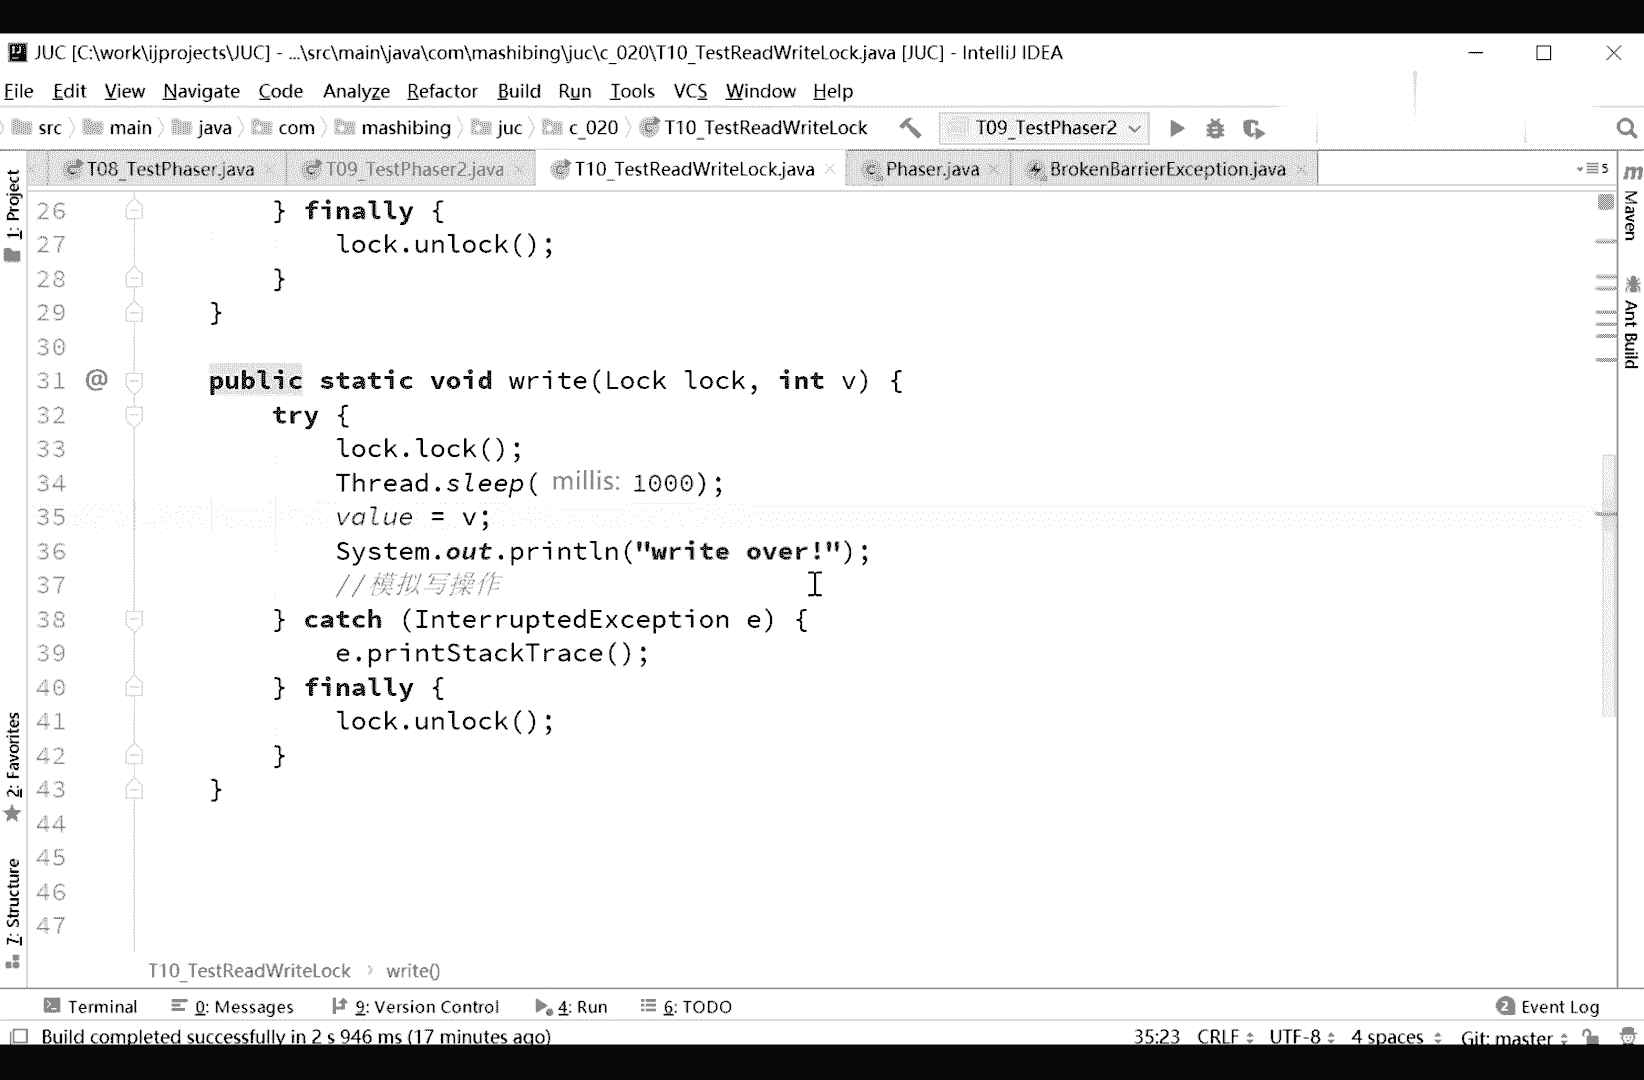 JUC [C:\work\ijprojects\JUC] - ...\src\main\java\com\mashibing\juc\c_020\T10_TestReadWriteLock.java [JUC] - IntelliJ IDEA
File Edit View Navigate Code Analyze Refactor Build Run Tools VCS Window Help
src main java com mashibing juc c_020 T10_TestReadWriteLock T09_TestPhaser2
T08_TestPhaser.java T09_TestPhaser2.java T10_TestReadWriteLock.java Phaser.java BrokenBarrierException.java 5
1: Project
2: Favorites
7: Structure
26 } finally {
27 lock.unlock();
28 }
29 }
30
31 @ public static void write(Lock lock, int v) {
32 try {
33 lock.lock();
34 Thread.sleep( millis: 1000);
35 value = v;
36 System.out.println("write over!");
37 //模拟写操作
38 } catch (InterruptedException e) {
39 e.printStackTrace();
40 } finally {
41 lock.unlock();
42 }
43 }
44
45
46
47
m Maven
Ant Build
T10_TestReadWriteLock › write()
Terminal 0: Messages 9: Version Control 4: Run 6: TODO 2 Event Log
Build completed successfully in 2 s 946 ms (17 minutes ago) 35:23 CRLF UTF-8 4 spaces Git: master